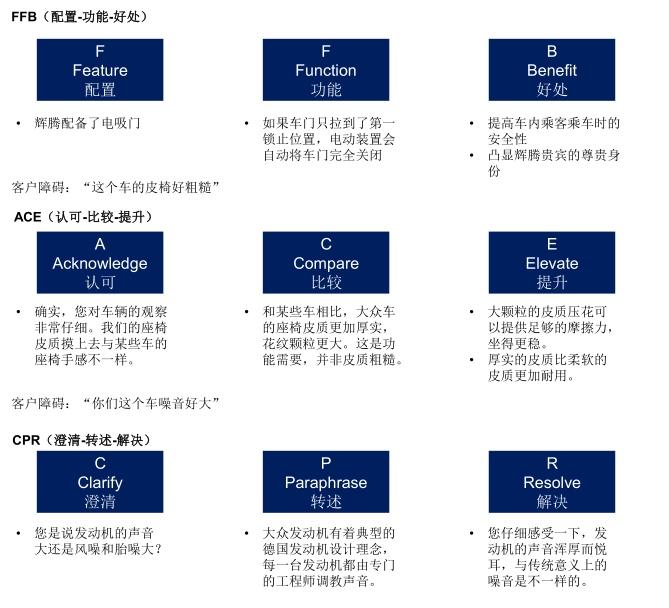 FFB（配置-功能-好处）
F
Feature
配置
F
Function
功能
B
Benefit
好处
• 辉腾配备了电吸门
• 如果车门只拉到了第一
锁止位置，电动装置会
自动将车门完全关闭
• 提高车内乘客乘车时的
安全性
• 凸显辉腾贵宾的尊贵身
份
客户障碍：“这个车的皮椅好粗糙”
ACE（认可-比较-提升）
A
Acknowledge
认可
C
Compare
比较
E
Elevate
提升
• 确实，您对车辆的观察
非常仔细。我们的座椅
皮质摸上去与某些车的
座椅手感不一样。
• 和某些车相比，大众车
的座椅皮质更加厚实，
花纹颗粒更大。这是功
能需要，并非皮质粗糙。
• 大颗粒的皮质压花可
以提供足够的摩擦力，
坐得更稳。
• 厚实的皮质比柔软的
皮质更加耐用。
客户障碍：“你们这个车噪音好大”
CPR（澄清-转述-解决）
C
Clarify
澄清
P
Paraphrase
转述
R
Resolve
解决
• 您是说发动机的声音
大还是风噪和胎噪大？
• 大众发动机有着典型的
德国发动机设计理念，
每一台发动机都由专门
的工程师调教声音。
• 您仔细感受一下，发
动机的声音浑厚而悦
耳，与传统意义上的
噪音是不一样的。